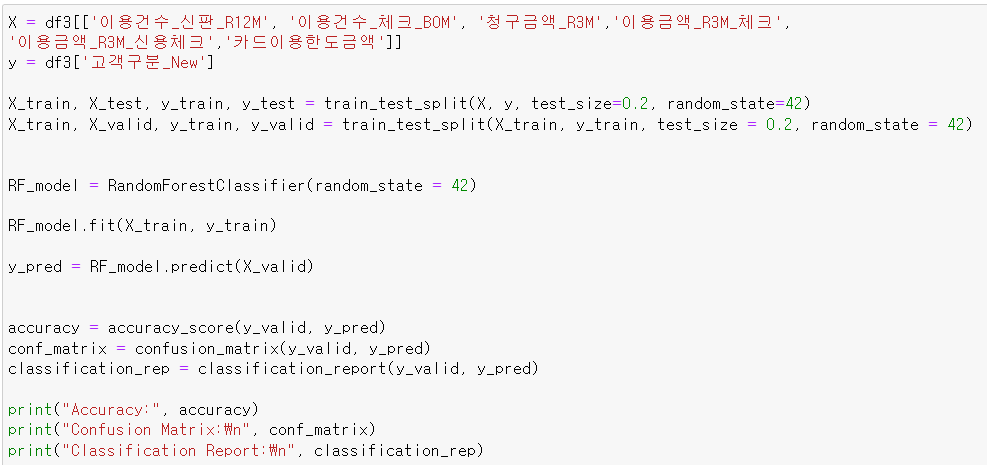 X = df3[['이용건수_신판_R12M', '이용건수_체크_B0M', '청구금액_R3M','이용금액_R3M_체크',
'이용금액_R3M_신용체크','카드이용한도금액']]
y = df3['고객구분_New']
X_train, X_test, y_train, y_test = train_test_split(X, y, test_size=0.2, random_state=42)
X_train, X_valid, y_train, y_valid = train_test_split(X_train, y_train, test_size = 0.2, random_state = 42)
RF_model = RandomForestClassifier(random_state = 42)
RF_model.fit(X_train, y_train)
y_pred = RF_model.predict(X_valid)
accuracy = accuracy_score(y_valid, y_pred)
conf_matrix = confusion_matrix(y_valid, y_pred)
classification_rep = classification_report(y_valid, y_pred)
print("Accuracy:", accuracy)
print("Confusion Matrix:₩n", conf_matrix)
print("Classification Report:₩n", classification_rep)